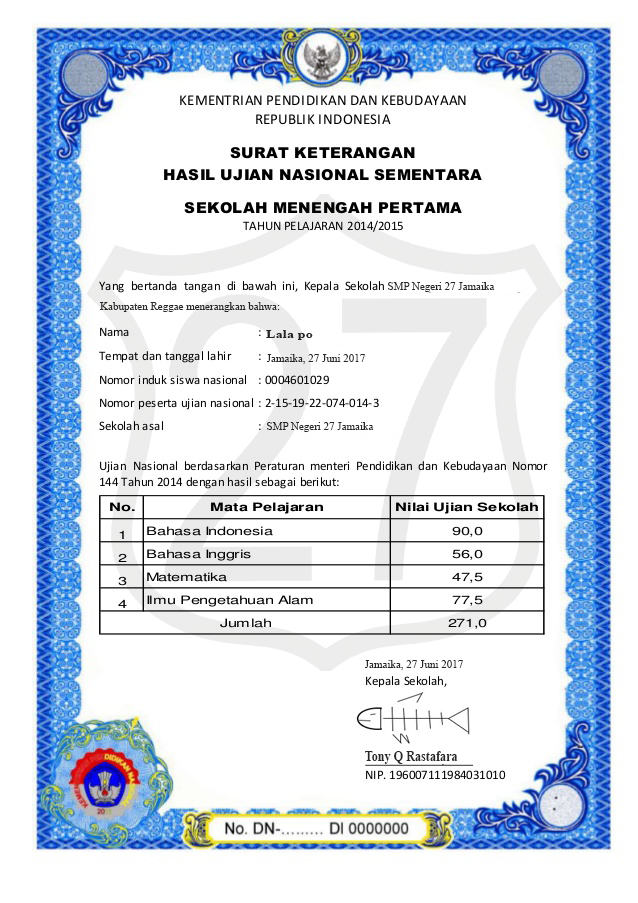 KEMENTRIAN PENDIDIKAN DAN KEBUDAYAAN
REPUBLIK INDONESIA
SURAT KETERANGAN
HASIL UJIAN NASIONAL SEMENTARA
SEKOLAH MENENGAH PERTAMA
TAHUN PELAJARAN 2014/2015
27
Yang bertanda tangan di bawah ini, Kepala Sekolah SMP Negeri 27 Jamaika
Kabupaten Reggae menerangkan bahwa:
Nama : Lala po
Tempat dan tanggal lahir : Jamaika, 27 Juni 2017
Nomor induk siswa nasional : 0004601029
Nomor peserta ujian nasional : 2-15-19-22-074-014-3
Sekolah asal : SMP Negeri 27 Jamaika
Ujian Nasional berdasarkan Peraturan menteri Pendidikan dan Kebudayaan Nomor
144 Tahun 2014 dengan hasil sebagai berikut:
No. Mata Pelajaran Nilai Ujian Sekolah
1 Bahasa Indonesia 90,0
2 Bahasa Inggris 56,0
3 Matematika 47,5
4 Ilmu Pengetahuan Alam 77,5
Jumlah 271,0
Jamaika, 27 Juni 2017
Kepala Sekolah,
Tony Q Rastafara
NIP. 196007111984031010
No. DN-......... DI 0000000